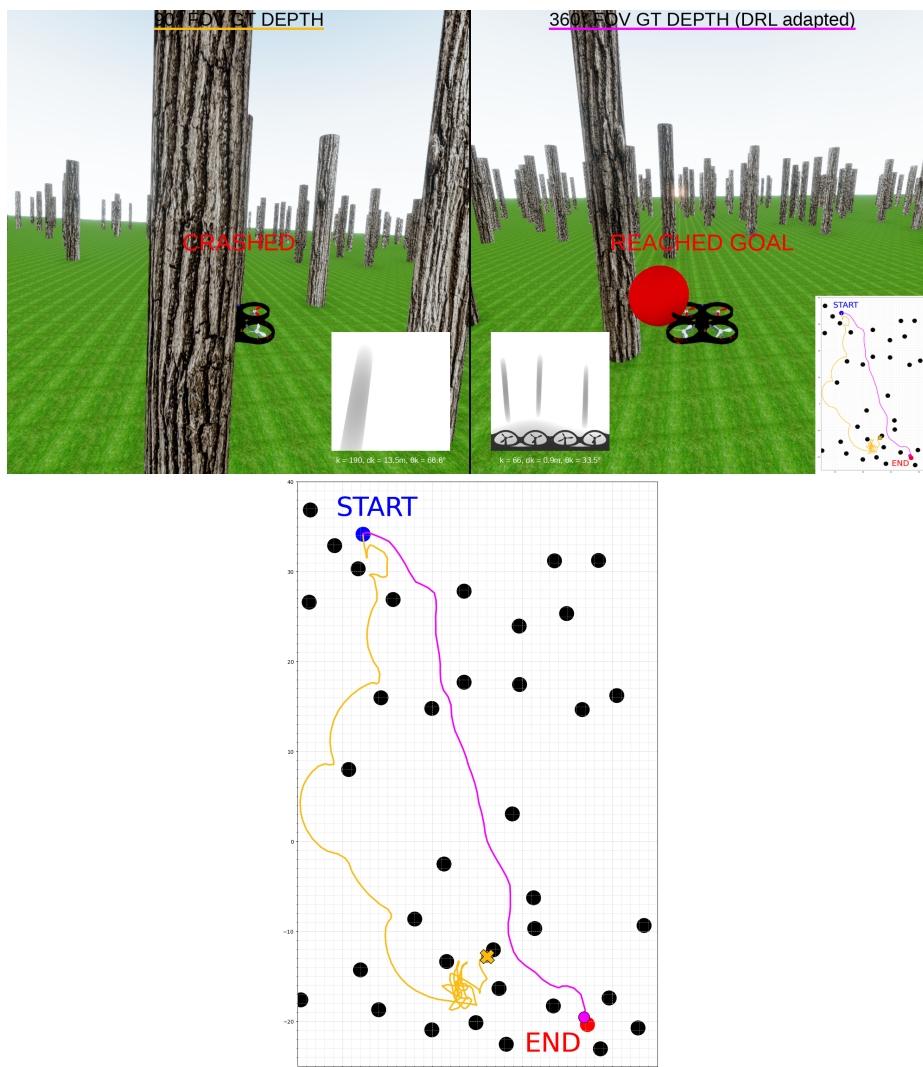 90° FOV GT DEPTH
360° FOV GT DEPTH (DRL adapted)
CRASHED
REACHED GOAL
k = 190, dk = 13.5m, θk = 66.6°
k = 66, dk = 0.9m, θk = 33.5°
START
END
START
END
40
30
20
10
0
−10
−20